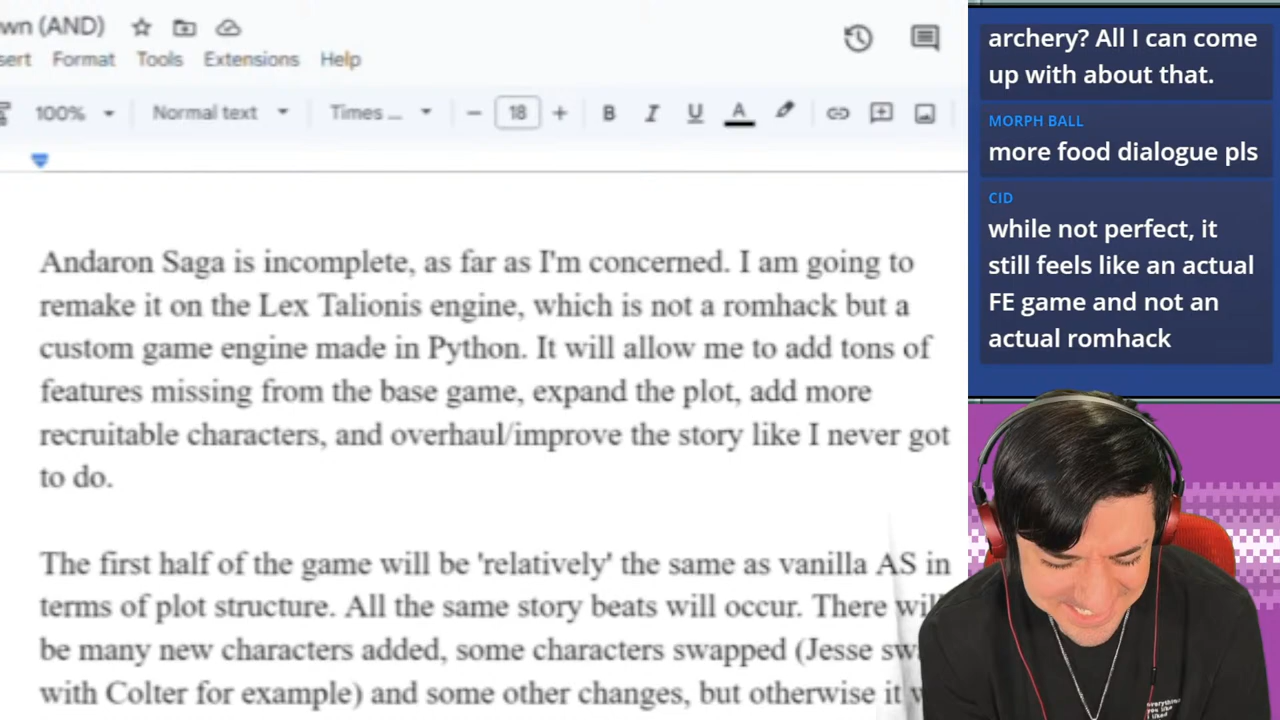 wn (AND)
sert Format Tools Extensions Help
100% Normal text Times ... − 18 + B I U A
Andaron Saga is incomplete, as far as I'm concerned. I am going to
remake it on the Lex Talionis engine, which is not a romhack but a
custom game engine made in Python. It will allow me to add tons of
features missing from the base game, expand the plot, add more
recruitable characters, and overhaul/improve the story like I never got
to do.
The first half of the game will be 'relatively' the same as vanilla AS in
terms of plot structure. All the same story beats will occur. There will
be many new characters added, some characters swapped (Jesse sw
with Colter for example) and some other changes, but otherwise it w
archery? All I can come
up with about that.
MORPH BALL
more food dialogue pls
CID
while not perfect, it
still feels like an actual
FE game and not an
actual romhack
everything
you like
I liked